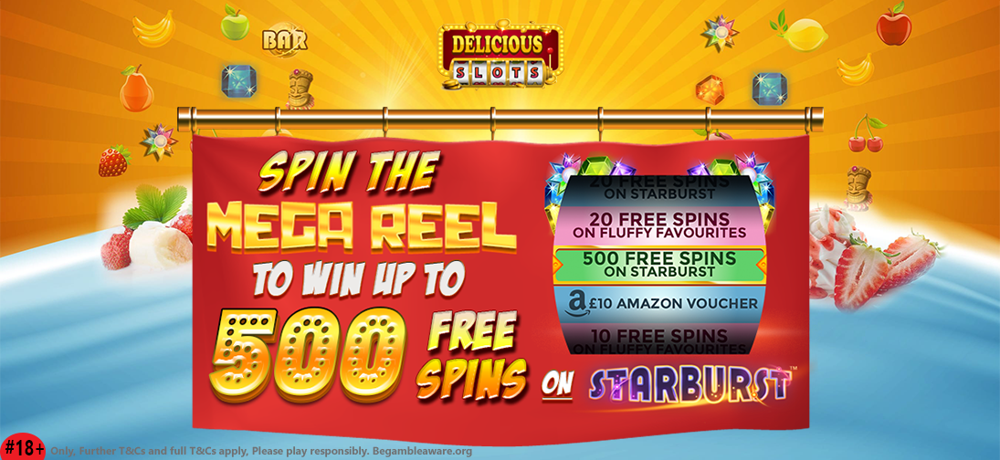 BAR
DELICIOUS
SLOTS
SPIN THE
MEGA REEL
TO WIN UP TO
500
FREE
SPINS
ON
STARBURST™
20 FREE SPINS
ON STARBURST
20 FREE SPINS
ON FLUFFY FAVOURITES
500 FREE SPINS
ON STARBURST
a £10 AMAZON VOUCHER
10 FREE SPINS
ON FLUFFY FAVOURITES
#18+ Only, Further T&Cs and full T&Cs apply, Please play responsibly. Begambleaware.org